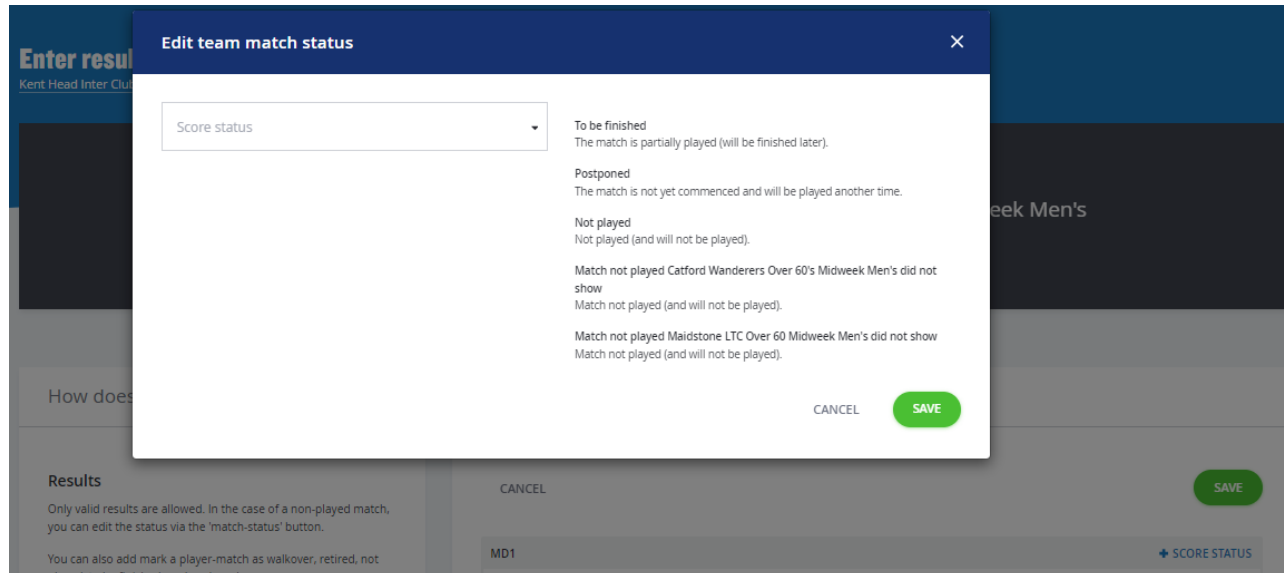 Edit team match status
Enter resul
Kent Head Inter Clu
Score status
To be finished
The match is partially played (will be finished later).
Postponed
The match is not yet commenced and will be played another time.
Not played
Not played (and will not be played).
Match not played Catford Wanderers Over 60's Midweek Men's did not
show
Match not played (and will not be played).
Match not played Maidstone LTC Over 60 Midweek Men's did not show
Match not played (and will not be played).
eek Men's
CANCEL
SAVE
How does
Results
Only valid results are allowed. In the case of a non-played match,
you can edit the status via the 'match-status' button.
You can also add mark a player-match as walkover, retired, not
CANCEL
SAVE
MD1
+ SCORE STATUS